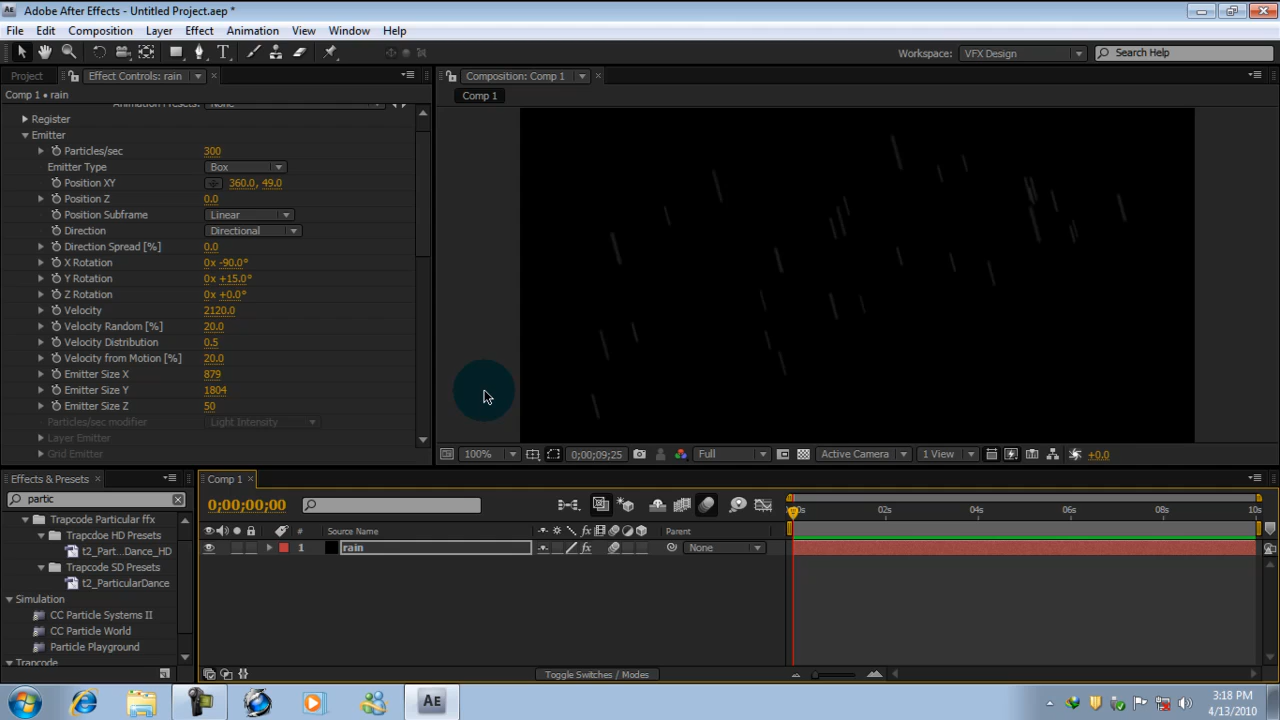 Adobe After Effects - Untitled Project.aep *
File Edit Composition Layer Effect Animation View Window Help
Workspace: VFX Design Search Help
Project Effect Controls: rain
Composition: Comp 1
Comp 1 • rain
Comp 1
Animation Presets: None
Register
Emitter
Particles/sec 300
Emitter Type Box
Position XY 360.0, 49.0
Position Z 0.0
Position Subframe Linear
Direction Directional
Direction Spread [%] 0.0
X Rotation 0x -90.0°
Y Rotation 0x +15.0°
Z Rotation 0x +0.0°
Velocity 2120.0
Velocity Random [%] 20.0
Velocity Distribution 0.5
Velocity from Motion [%] 20.0
Emitter Size X 879
Emitter Size Y 1804
Emitter Size Z 50
Particles/sec modifier Light Intensity
Layer Emitter
Grid Emitter
100% 0;00;09;25 Full Active Camera 1 View +0.0
Effects & Presets
Comp 1
partic
0;00;00;00
02s 04s 06s 08s 10s
Trapcode Particular ffx
# Source Name Parent
Trapcdoe HD Presets
1 rain None
t2_Part...Dance_HD
Trapcode SD Presets
t2_ParticularDance
Simulation
CC Particle Systems II
CC Particle World
Particle Playground
Trapcode
Toggle Switches / Modes
AE
3:18 PM
4/13/2010